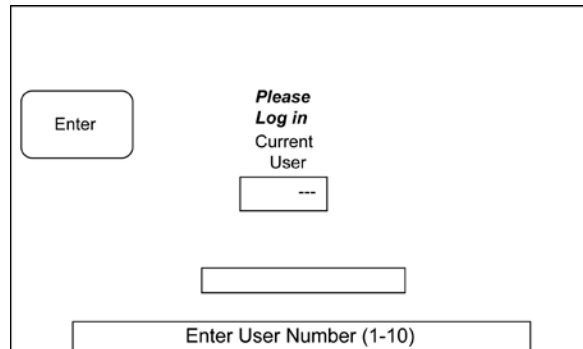 Please
Log in
Enter
Current
User
---
Enter User Number (1-10)